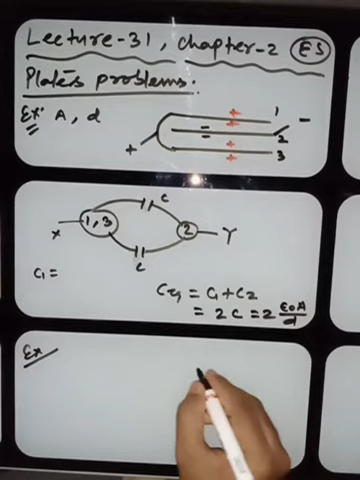 Lecture-31, chapter-2 ES
Plates problems.
Ex: A, d
+ + 1 -
= 2
+ + + 3
C
X 1, 3 2 Y
C
C₁ =
Ceq = C₁ + C₂
= 2C = 2 ε₀A/d
Ex